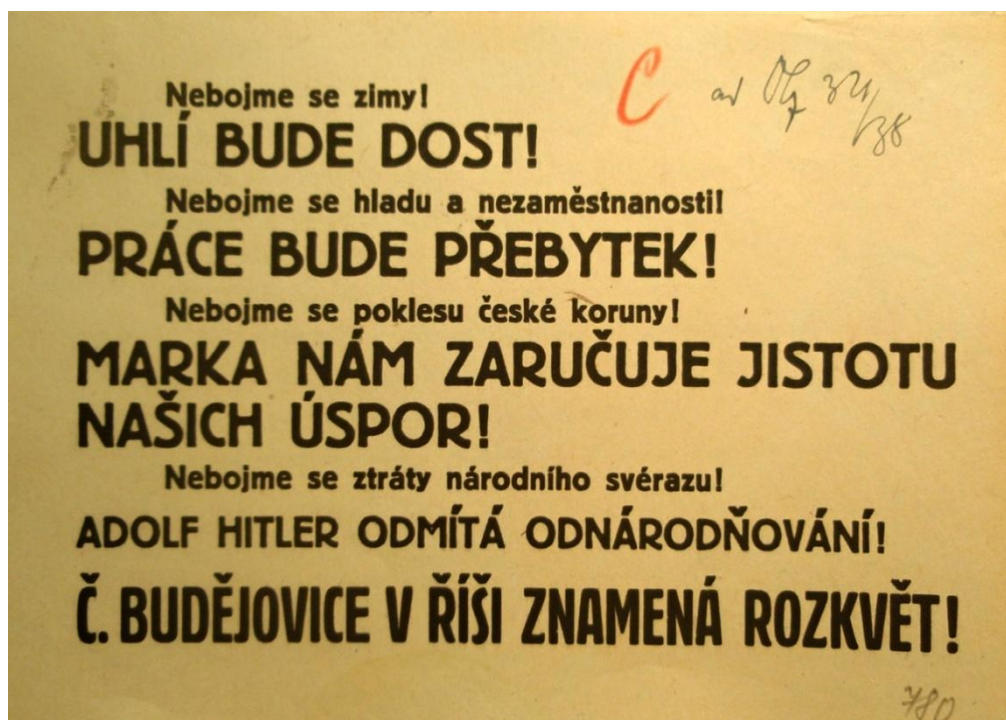 Nebojme se zimy!
UHLÍ BUDE DOST!
Nebojme se hladu a nezaměstnanosti!
PRÁCE BUDE PŘEBYTEK!
Nebojme se poklesu české koruny!
MARKA NÁM ZARUČUJE JISTOTU
NAŠICH ÚSPOR!
Nebojme se ztráty národního svérazu!
ADOLF HITLER ODMÍTÁ ODNÁRODŇOVÁNÍ!
Č. BUDĚJOVICE V ŘÍŠI ZNAMENÁ ROZKVĚT!
C
780